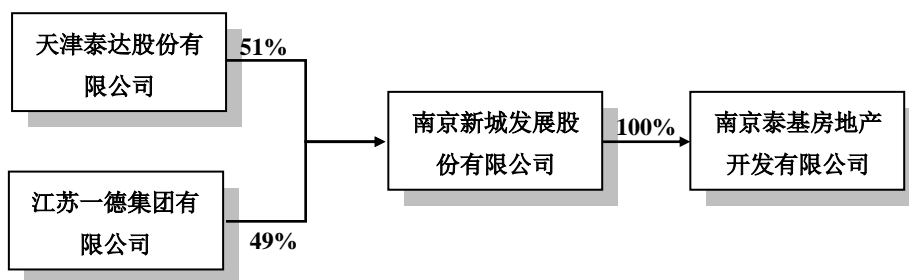 天津泰达股份有
限公司
51%
江苏一德集团有
限公司
49%
南京新城发展股
份有限公司
100%
南京泰基房地产
开发有限公司